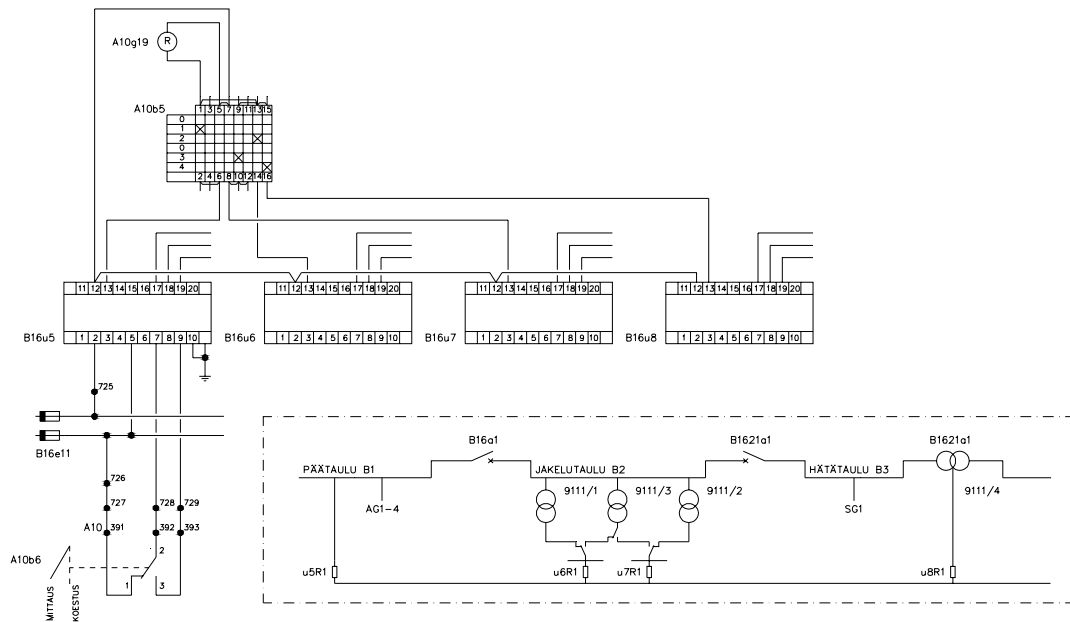 A10g19
R
A10b5
1 3 5 7 9 11 13 15
0
1
2
0
3
4
2 4 6 8 10 12 14 16
11 12 13 14 15 16 17 18 19 20
11 12 13 14 15 16 17 18 19 20
11 12 13 14 15 16 17 18 19 20
11 12 13 14 15 16 17 18 19 20
B16u5
1 2 3 4 5 6 7 8 9 10
B16u6
1 2 3 4 5 6 7 8 9 10
B16u7
1 2 3 4 5 6 7 8 9 10
B16u8
1 2 3 4 5 6 7 8 9 10
725
B16e11
726
727
728
729
A10
391
392
393
A10b6
2
1
3
MITTAUS
KOESTUS
B16a1
B1621a1
B1621a1
PÄÄTAULU B1
JAKELUTAULU B2
HÄTÄTAULU B3
9111/1
9111/3
9111/2
9111/4
AG1-4
SG1
u5R1
u6R1
u7R1
u8R1